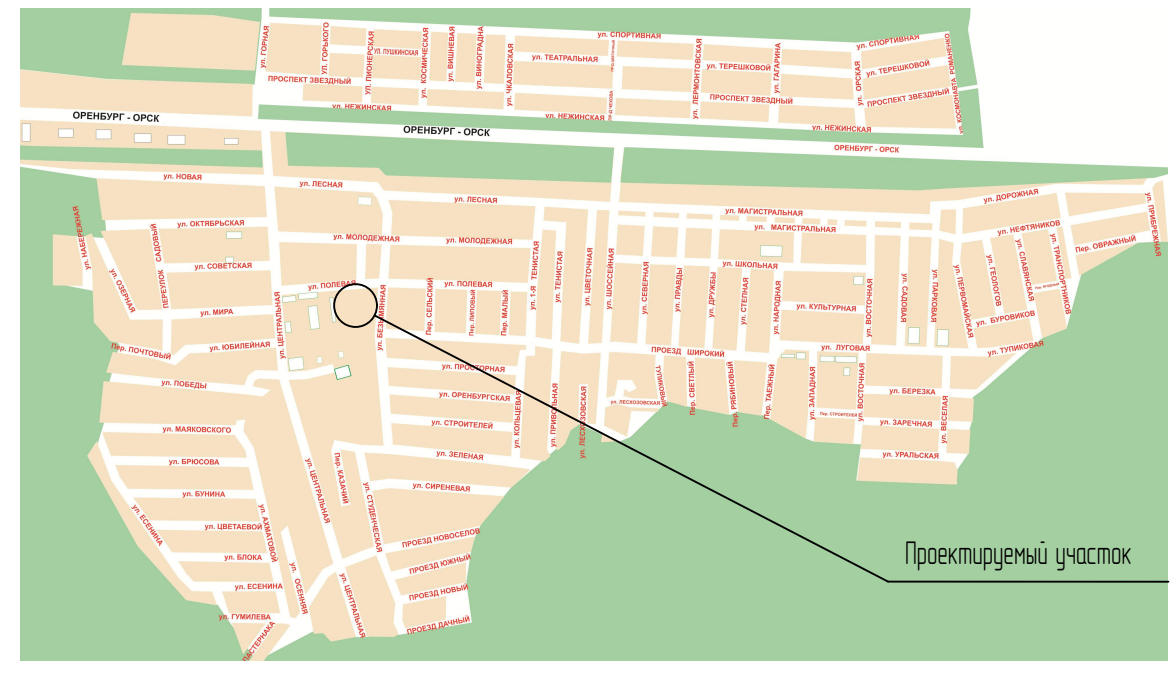 ул. СПОРТИВНАЯ
ул. СПОРТИВНАЯ
ул. ГОРНАЯ
ул. ГОРЬКОГО
ул. ПИОНЕРСКАЯ
ул. ПУШКИНСКАЯ
ул. КОСМИЧЕСКАЯ
ул. ВИШНЕВАЯ
ул. ВИНОГРАДНА
ул. ЧКАЛОВСКАЯ
ул. ТЕАТРАЛЬНАЯ
ул. ЛЕРМОНТОВСКАЯ
ул. ТЕРЕШКОВОЙ
ул. ГАГАРИНА
ул. ОРСКАЯ
ул. ТЕРЕШКОВОЙ
ул. КОСМОНАВТА РОМАНЕНКО
ПРОСПЕКТ ЗВЕЗДНЫЙ
ПРОСПЕКТ ЗВЕЗДНЫЙ
ПРОСПЕКТ ЗВЕЗДНЫЙ
ул. НЕЖИНСКАЯ
ул. НЕЖИНСКАЯ
ул. НЕЖИНСКАЯ
ОРЕНБУРГ - ОРСК
ОРЕНБУРГ - ОРСК
ОРЕНБУРГ - ОРСК
ул. НОВАЯ
ул. ЛЕСНАЯ
ул. ЛЕСНАЯ
ул. МАГИСТРАЛЬНАЯ
ул. МАГИСТРАЛЬНАЯ
ул. ДОРОЖНАЯ
ул. ПРИБРЕЖНАЯ
ул. НЕФТЯНИКОВ
Пер. ОВРАЖНЫЙ
ул. НАБЕРЕЖНАЯ
ул. ОКТЯБРЬСКАЯ
ПЕРЕУЛОК САДОВЫЙ
ул. ОЗЕРНАЯ
ул. СОВЕТСКАЯ
ул. МИРА
ул. МОЛОДЕЖНАЯ
ул. МОЛОДЕЖНАЯ
ул. ПОЛЕВАЯ
ул. ПОЛЕВАЯ
ул. ЦЕНТРАЛЬНАЯ
ул. БЕЗЫМЯННАЯ
Пер. СЕЛЬСКИЙ
Пер. ЛИПОВЫЙ
Пер. МАЛЫЙ
ул. 1-Я ТЕНИСТАЯ
ул. ТЕНИСТАЯ
ул. ЦВЕТОЧНАЯ
ул. ШОССЕЙНАЯ
ул. СЕВЕРНАЯ
ул. ПРАВДЫ
ул. ДРУЖБЫ
ул. СТЕПНАЯ
ул. НАРОДНАЯ
ул. ШКОЛЬНАЯ
ул. КУЛЬТУРНАЯ
ул. ВОСТОЧНАЯ
ул. САДОВАЯ
ул. ПАРКОВАЯ
ул. ПЕРВОМАЙСКАЯ
ул. ГЕОЛОГОВ
ул. СЛАВЯНСКАЯ
ул. ТРАНСПОРТНИКОВ
ул. БУРОВИКОВ
ул. ТУПИКОВАЯ
Пер. ПОЧТОВЫЙ
ул. ЮБИЛЕЙНАЯ
ул. ПОБЕДЫ
ПРОЕЗД ШИРОКИЙ
ул. ЛУГОВАЯ
ул. ПРОСТОРНАЯ
ул. ОРЕНБУРГСКАЯ
ул. СТРОИТЕЛЕЙ
ул. КОЛЬЦЕВАЯ
ул. ПРИВОЛЬНАЯ
ул. ЛЕСХОЗОВСКАЯ
ул. ЛЕСХОЗОВСКАЯ
ТУПИКОВЫЙ
Пер. СВЕТЛЫЙ
Пер. РЯБИНОВЫЙ
Пер. ТАЕЖНЫЙ
ул. ЗАПАДНАЯ
Пер. СТРОИТЕЛЕЙ
ул. ВОСТОЧНАЯ
ул. БЕРЕЗКА
ул. ЗАРЕЧНАЯ
ул. ВЕСЕЛАЯ
ул. УРАЛЬСКАЯ
ул. МАЯКОВСКОГО
ул. БРЮСОВА
ул. БУНИНА
ул. ЕСЕНИНА
ул. ЦВЕТАЕВОЙ
ул. БЛОКА
ул. ЕСЕНИНА
ул. ГУМИЛЕВА
ПАСТЕРНАКА
ул. АХМАТОВОЙ
ул. ОСЕННЯЯ
ул. ЦЕНТРАЛЬНАЯ
ул. ЦЕНТРАЛЬНАЯ
Пер. КАЗАЧИЙ
ул. СТУДЕНЧЕСКАЯ
ул. ЗЕЛЕНАЯ
ул. СИРЕНЕВАЯ
ПРОЕЗД НОВОСЕЛОВ
ПРОЕЗД ЮЖНЫЙ
ПРОЕЗД НОВЫЙ
ПРОЕЗД ДАЧНЫЙ
Проектируемый участок